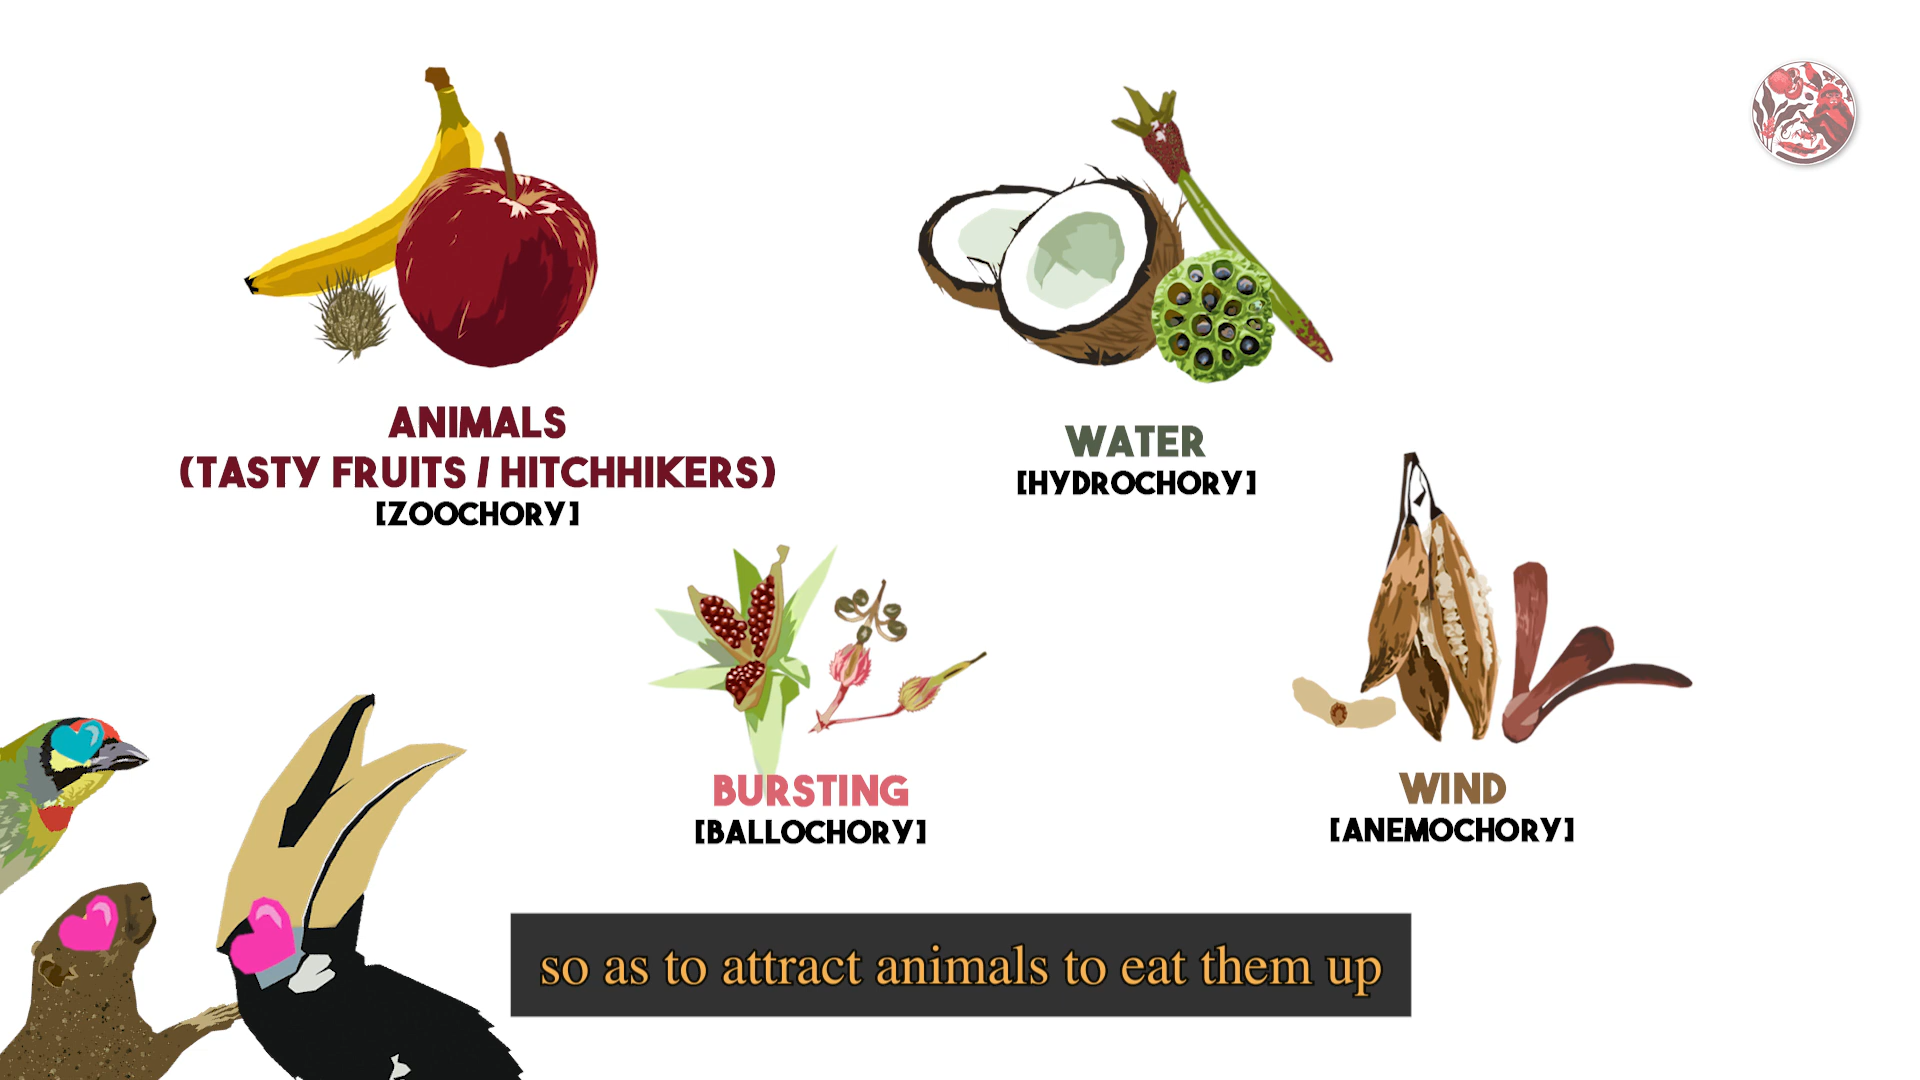 ANIMALS
(TASTY FRUITS / HITCHHIKERS)
[ZOOCHORY]
WATER
[HYDROCHORY]
BURSTING
[BALLOCHORY]
WIND
[ANEMOCHORY]
so as to attract animals to eat them up